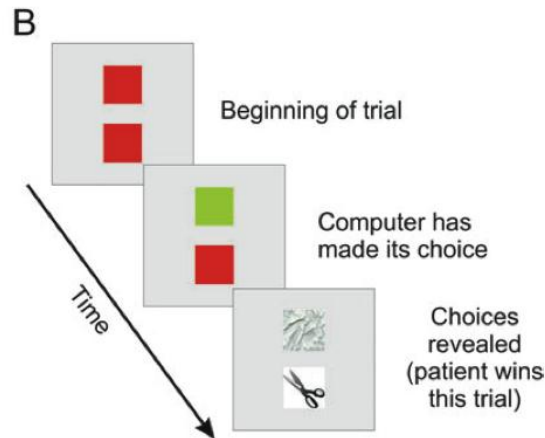 B
Beginning of trial
Computer has
made its choice
Time
Choices
revealed
(patient wins
this trial)